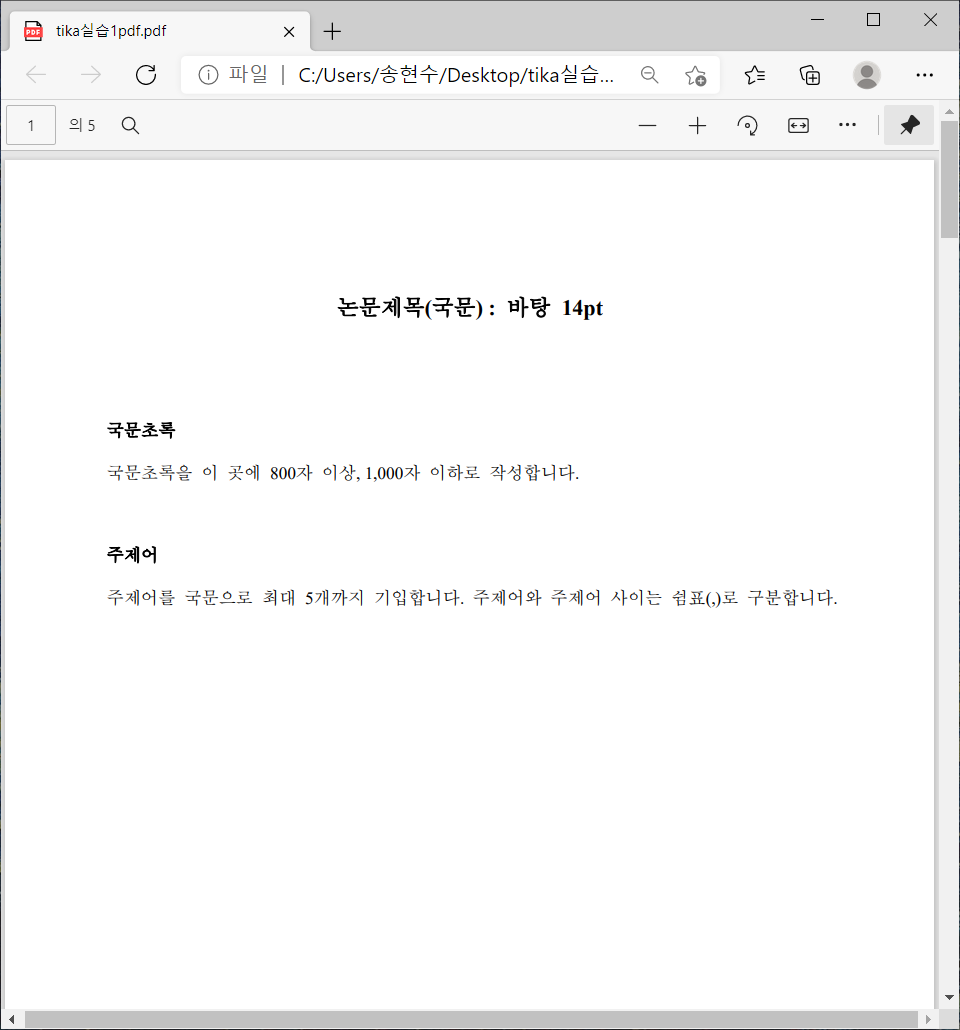 tika실습1pdf.pdf
파일 | C:/Users/송현수/Desktop/tika실습...
1 의 5
논문제목(국문) : 바탕 14pt
국문초록
국문초록을 이 곳에 800자 이상, 1,000자 이하로 작성합니다.
주제어
주제어를 국문으로 최대 5개까지 기입합니다. 주제어와 주제어 사이는 쉼표(,)로 구분합니다.